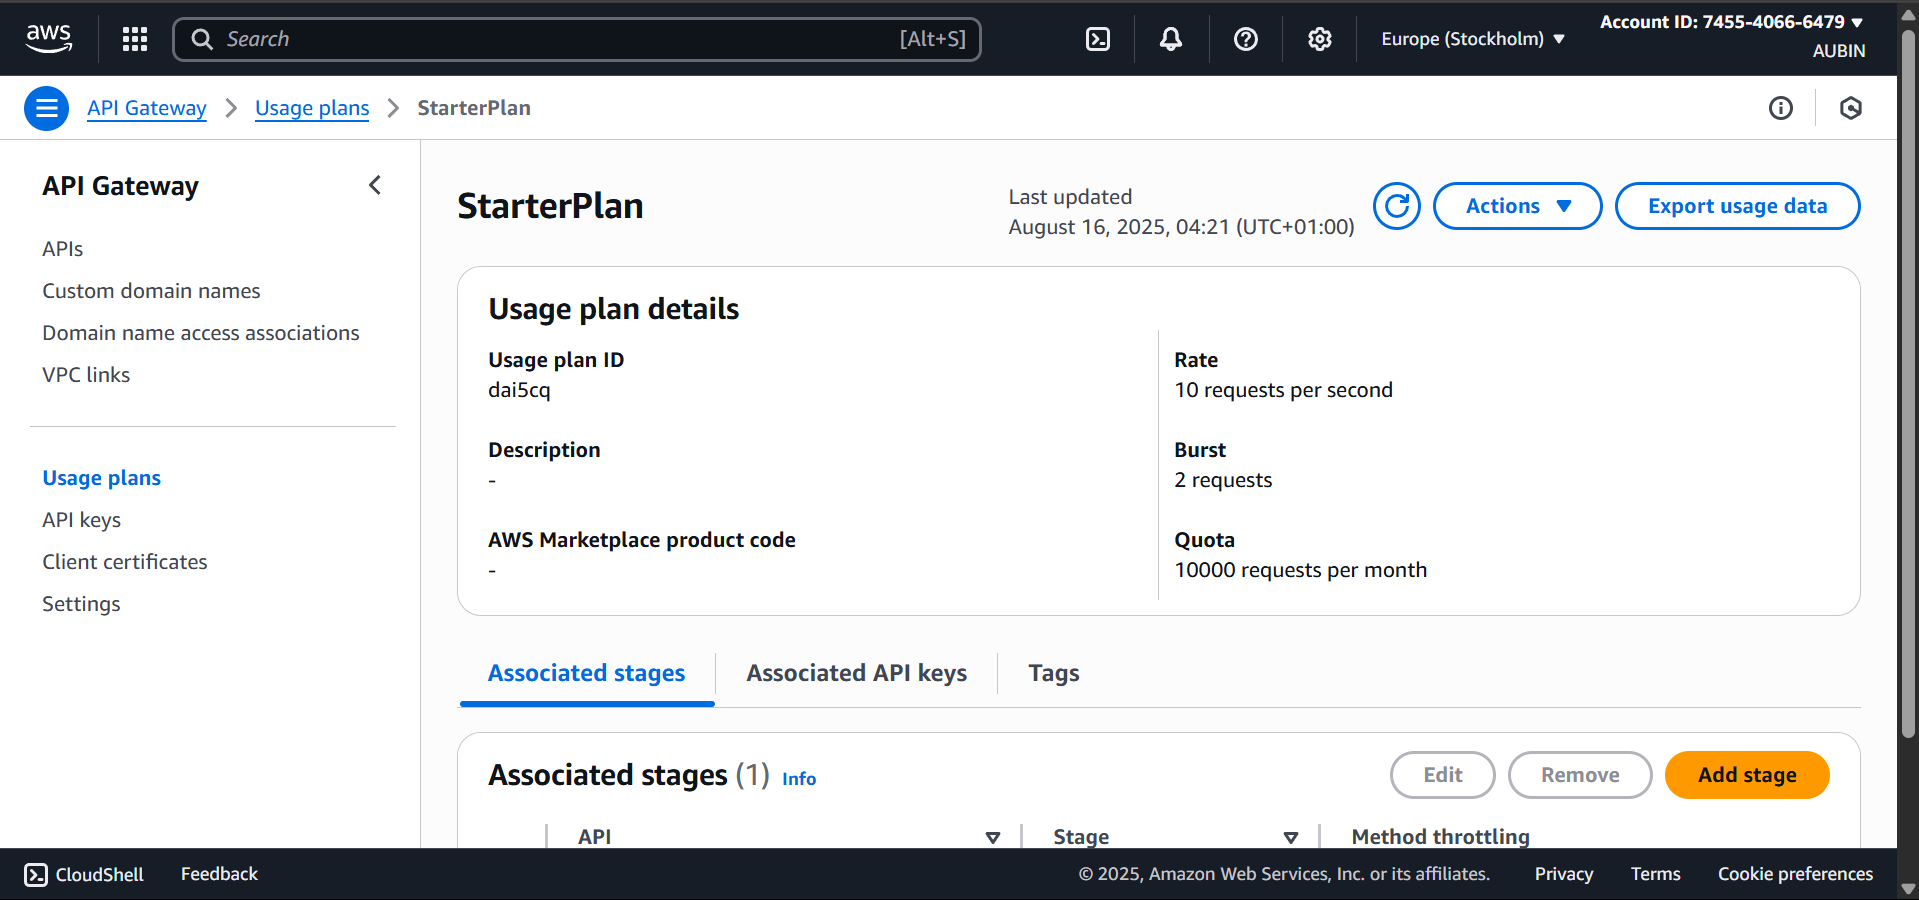 aws
Search
[Alt+S]
Europe (Stockholm)
Account ID: 7455-4066-6479
AUBIN
API Gateway
Usage plans
StarterPlan
API Gateway
APIs
Custom domain names
Domain name access associations
VPC links
Usage plans
API keys
Client certificates
Settings
StarterPlan
Last updated
August 16, 2025, 04:21 (UTC+01:00)
Actions
Export usage data
Usage plan details
Usage plan ID
dai5cq
Description
-
AWS Marketplace product code
-
Rate
10 requests per second
Burst
2 requests
Quota
10000 requests per month
Associated stages
Associated API keys
Tags
Associated stages (1) Info
Edit
Remove
Add stage
API
Stage
Method throttling
CloudShell
Feedback
© 2025, Amazon Web Services, Inc. or its affiliates.
Privacy
Terms
Cookie preferences